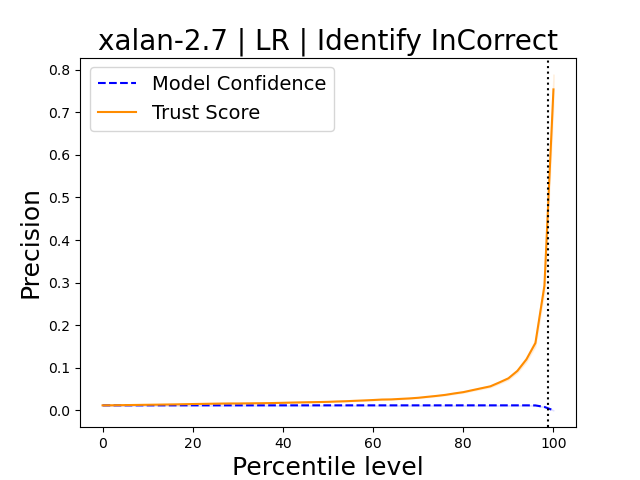 xalan-2.7 | LR | Identify InCorrect
Model Confidence
Trust Score
Precision
0.8
0.7
0.6
0.5
0.4
0.3
0.2
0.1
0.0
0 20 40 60 80 100
Percentile level